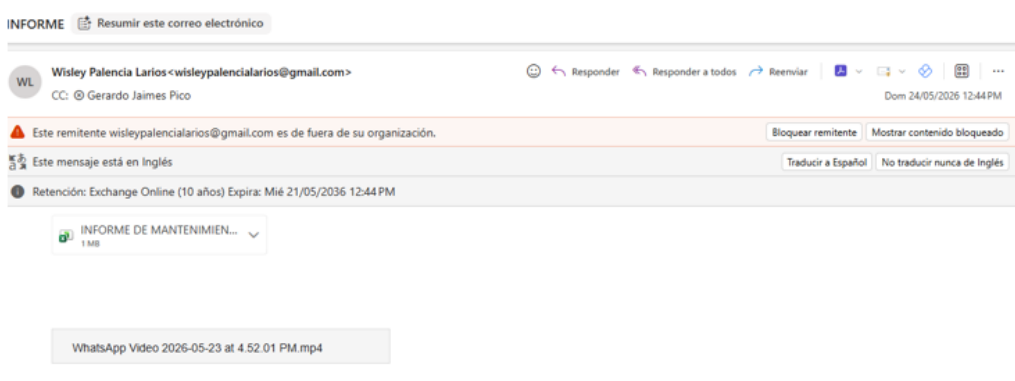 INFORME Resumir este correo electrónico
WL
Wisley Palencia Larios<wisleypalencialarios@gmail.com>
Responder Responder a todos Reenviar
CC: Gerardo Jaimes Pico
Dom 24/05/2026 12:44 PM
Este remitente wisleypalencialarios@gmail.com es de fuera de su organización. Bloquear remitente Mostrar contenido bloqueado
Este mensaje está en Inglés Traducir a Español No traducir nunca de Inglés
Retención: Exchange Online (10 años) Expira: Mié 21/05/2036 12:44 PM
INFORME DE MANTENIMIEN...
1 MB
WhatsApp Video 2026-05-23 at 4.52.01 PM.mp4